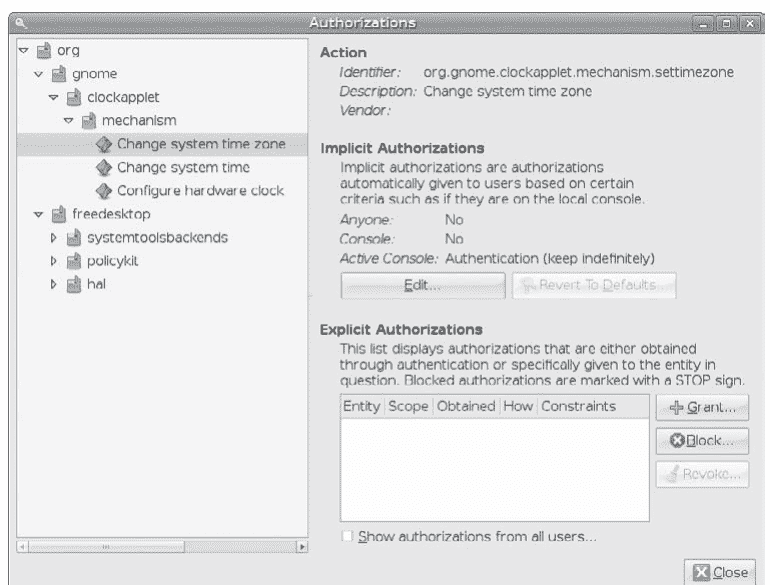 Authorizations
org
gnome
clockapplet
mechanism
Change system time zone
Change system time
Configure hardware clock
freedesktop
systemtoolsbackends
policykit
hal
Action
Identifier: org.gnome.clockapplet.mechanism.settimezone
Description: Change system time zone
Vendor:
Implicit Authorizations
Implicit authorizations are authorizations
automatically given to users based on certain
criteria such as if they are on the local console.
Anyone: No
Console: No
Active Console: Authentication (keep indefinitely)
Edit...
Revert To Defaults...
Explicit Authorizations
This list displays authorizations that are either obtained
through authentication or specifically given to the entity in
question. Blocked authorizations are marked with a STOP sign.
Entity Scope Obtained How Constraints
Grant...
Block...
Revoke...
Show authorizations from all users...
Close